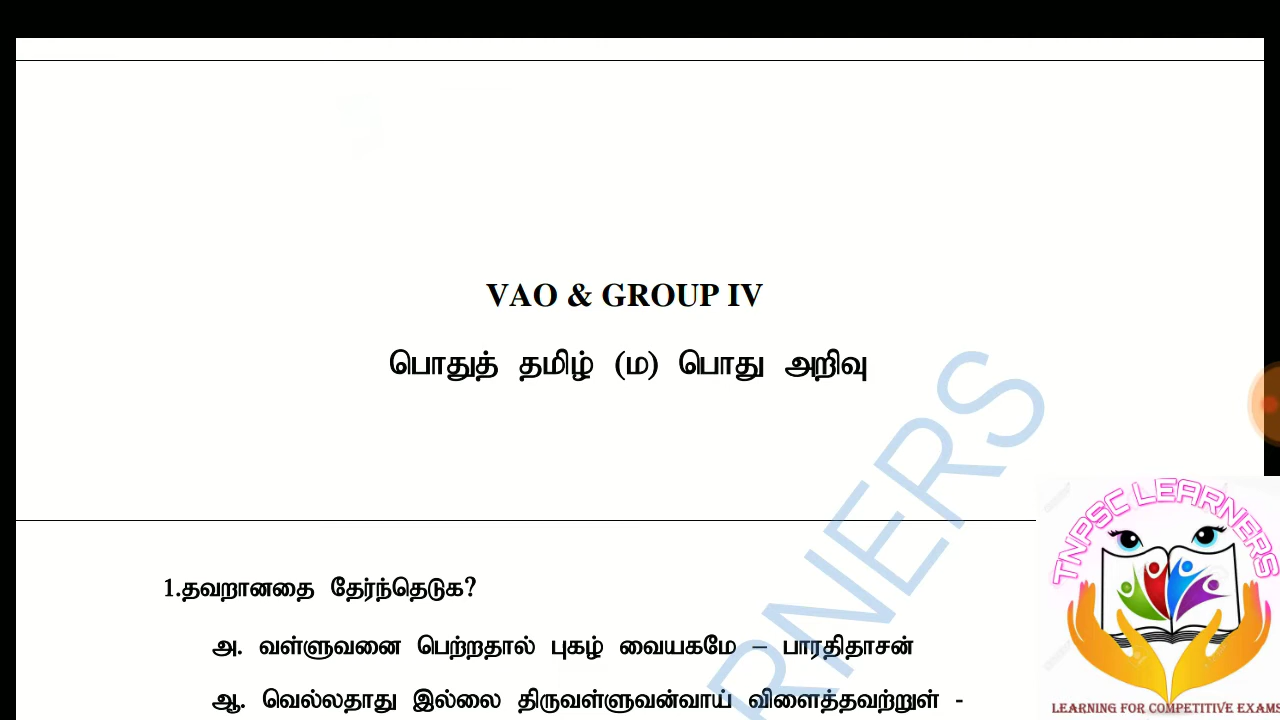 VAO & GROUP IV
பொதுத் தமிழ் (ம) பொது அறிவு
1.தவறானதை தேர்ந்தெடுக?
அ. வள்ளுவனை பெற்றதால் புகழ் வையகமே – பாரதிதாசன்
ஆ. வெல்லதாது இல்லை திருவள்ளுவன்வாய் விளைத்தவற்றுள் -
RNERS
TNPSC LEARNERS
LEARNING FOR COMPETITIVE EXAMS